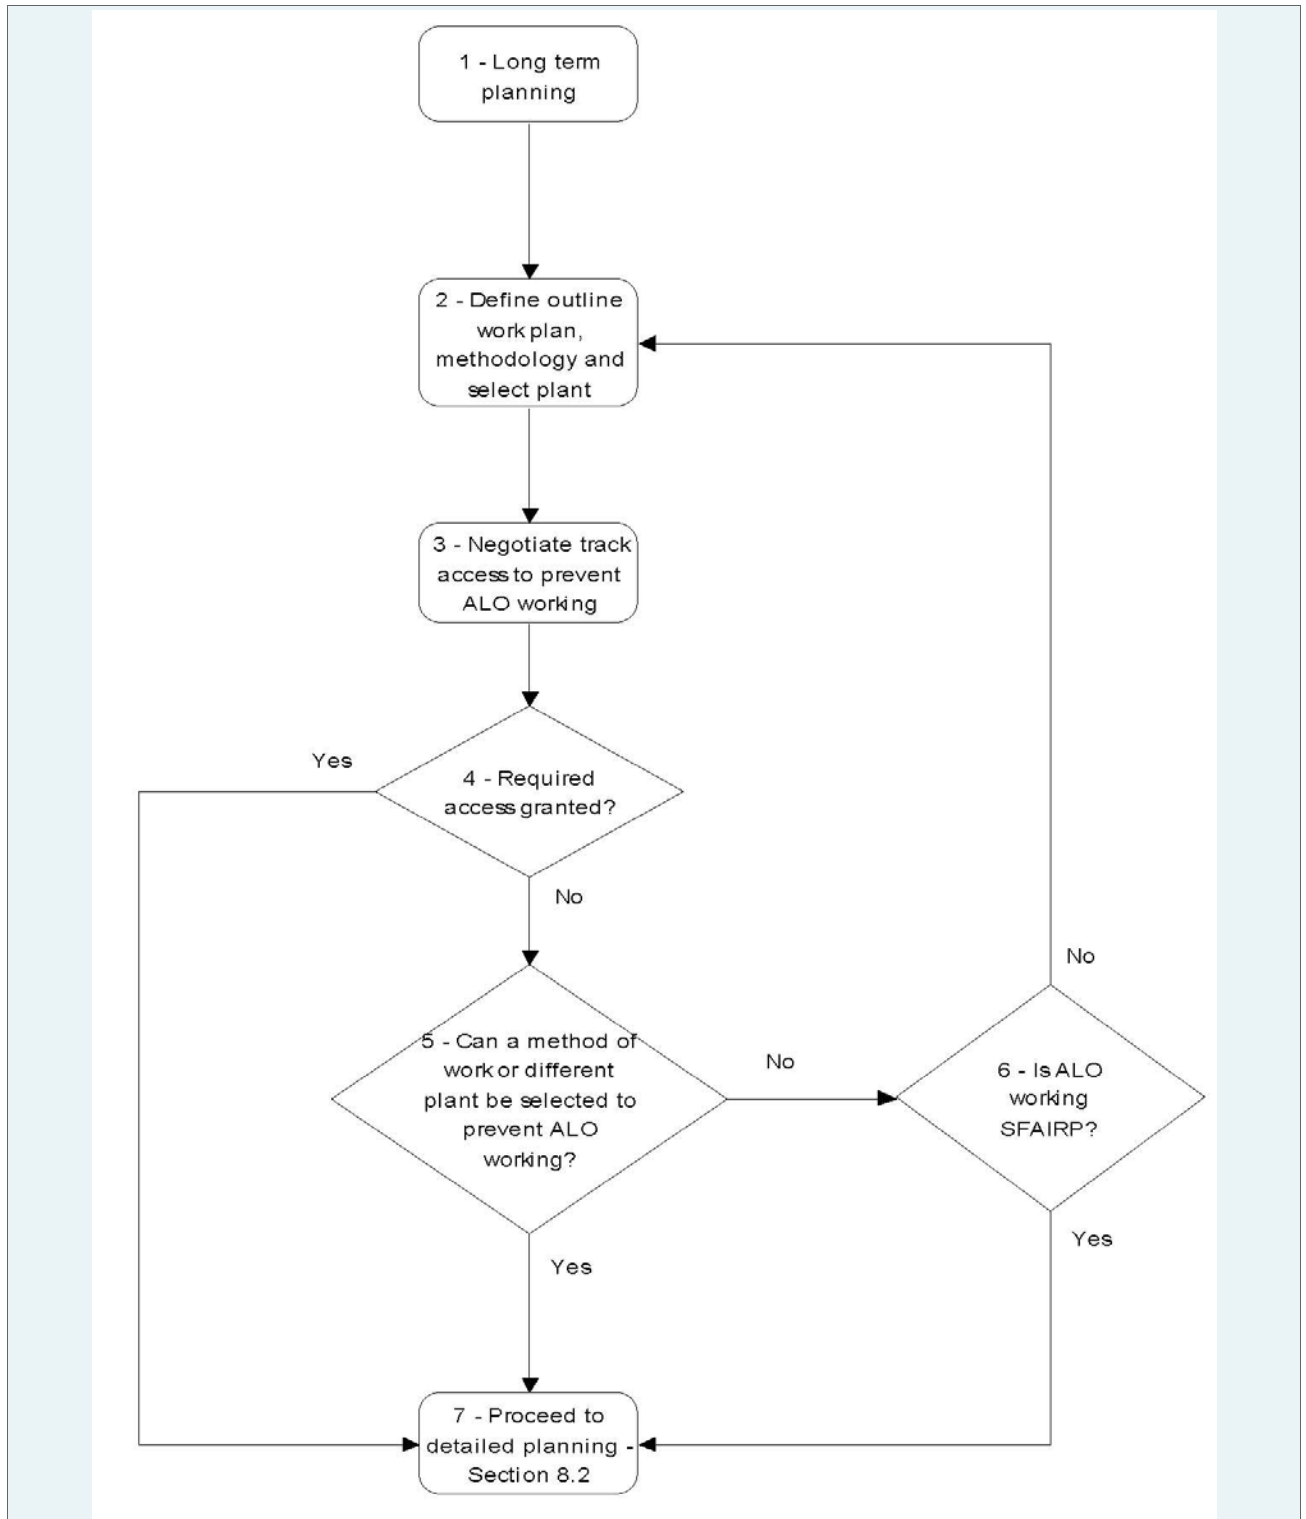 1 - Long term
planning
2 - Define outline
work plan,
methodology and
select plant
3 - Negotiate track
access to prevent
ALO working
Yes
4 - Required
access granted?
No
No
5 - Can a method of
work or different
plant be selected to
prevent ALO
working?
No
6 - Is ALO
working
SFAIRP?
Yes
Yes
7 - Proceed to
detailed planning -
Section 8.2